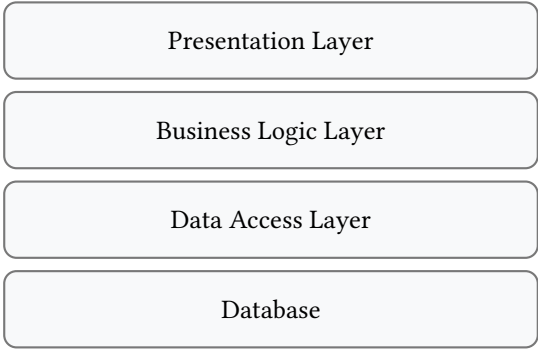 Presentation Layer
Business Logic Layer
Data Access Layer
Database